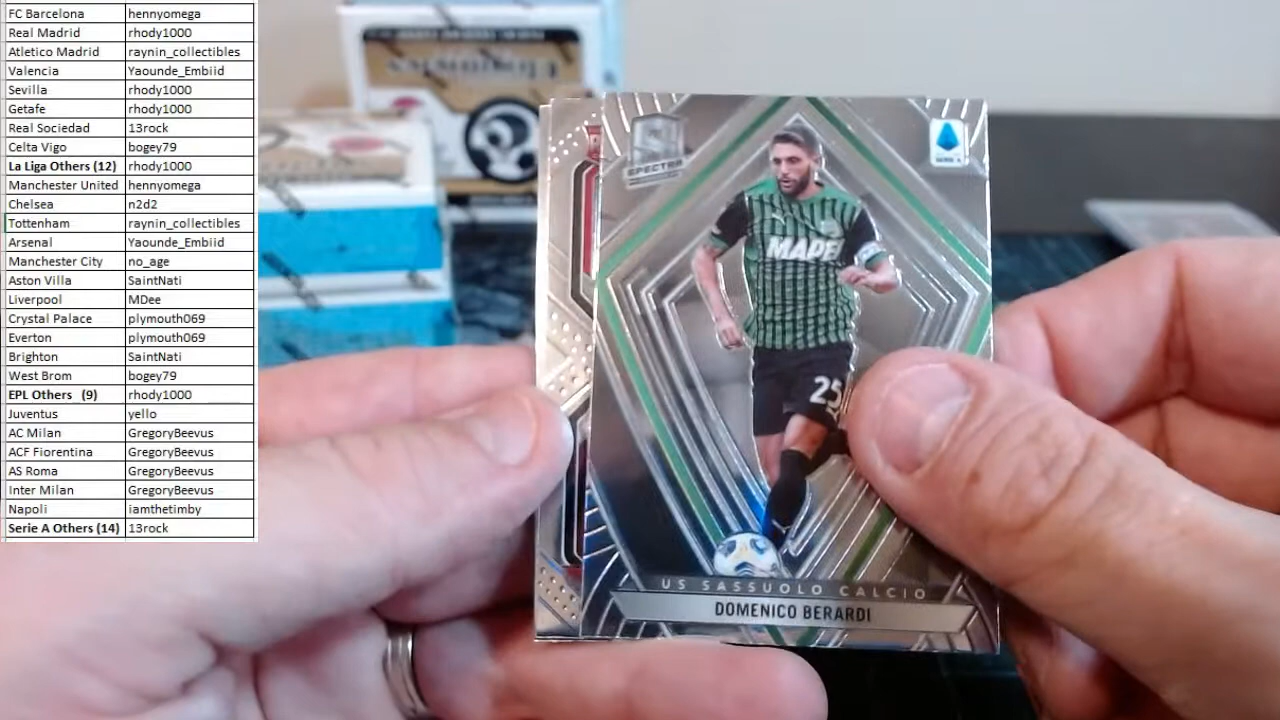 FC Barcelona hennyomega
Real Madrid rhody1000
Atletico Madrid raynin_collectibles
Valencia Yaounde_Embiid
Sevilla rhody1000
Getafe rhody1000
Real Sociedad 13rock
Celta Vigo bogey79
La Liga Others (12) rhody1000
Manchester United hennyomega
Chelsea n2d2
Tottenham raynin_collectibles
Arsenal Yaounde_Embiid
Manchester City no_age
Aston Villa SaintNati
Liverpool MDee
Crystal Palace plymouth069
Everton plymouth069
Brighton SaintNati
West Brom bogey79
EPL Others (9) rhody1000
Juventus yello
AC Milan GregoryBeevus
ACF Fiorentina GregoryBeevus
AS Roma GregoryBeevus
Inter Milan GregoryBeevus
Napoli iamthetimby
Serie A Others (14) 13rock
SPECTRA
SERIE A
MAPEI
25
US SASSUOLO CALCIO
DOMENICO BERARDI